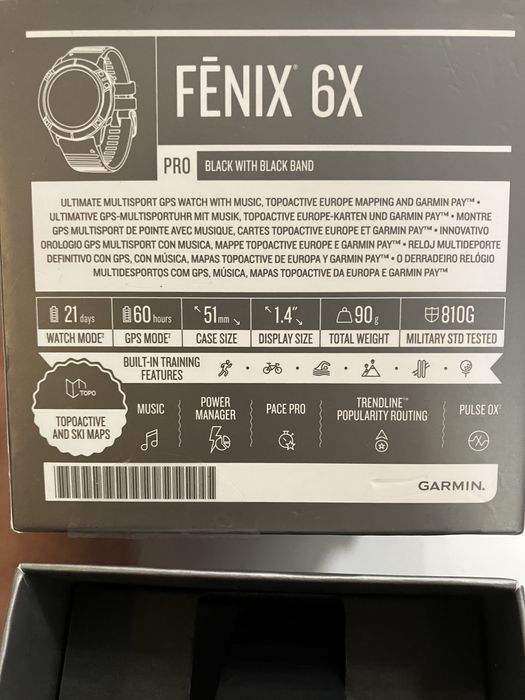 FĒNIX® 6X
PRO BLACK WITH BLACK BAND
ULTIMATE MULTISPORT GPS WATCH WITH MUSIC, TOPOACTIVE EUROPE MAPPING AND GARMIN PAY™ •
ULTIMATIVE GPS-MULTISPORTUHR MIT MUSIK, TOPOACTIVE EUROPE-KARTEN UND GARMIN PAY™ • MONTRE
GPS MULTISPORT DE POINTE AVEC MUSIQUE, CARTES TOPOACTIVE EUROPE ET GARMIN PAY™ • INNOVATIVO
OROLOGIO GPS MULTISPORT CON MUSICA, MAPPE TOPOACTIVE EUROPE E GARMIN PAY™ • RELOJ MULTIDEPORTE
DEFINITIVO CON GPS, CON MÚSICA, MAPAS TOPOACTIVE DE EUROPA Y GARMIN PAY™ • O DERRADEIRO RELÓGIO
MULTIDESPORTOS COM GPS, MÚSICA, MAPAS TOPOACTIVE DA EUROPA E GARMIN PAY™
21 days 60 hours 51 mm 1.4" 90 g 810G
WATCH MODE† GPS MODE† CASE SIZE DISPLAY SIZE TOTAL WEIGHT MILITARY STD TESTED
BUILT-IN TRAINING
FEATURES
TOPO
TOPOACTIVE
AND SKI MAPS
MUSIC
POWER
MANAGER
PACE PRO
TRENDLINE™
POPULARITY ROUTING
PULSE OX†
GARMIN.